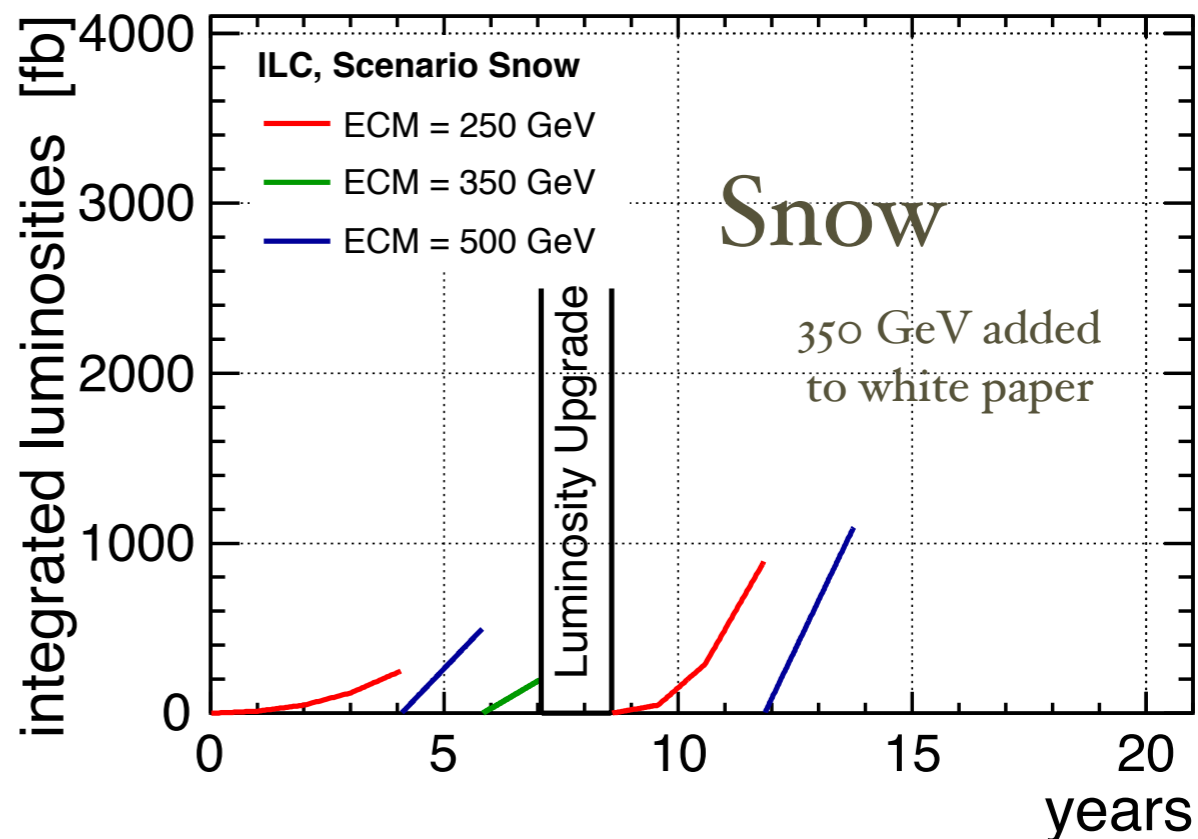 integrated luminosities [fb]
4000
3000
2000
1000
0
ILC, Scenario Snow
ECM = 250 GeV
ECM = 350 GeV
ECM = 500 GeV
Snow
350 GeV added
to white paper
Luminosity Upgrade
0 5 10 15 20
years